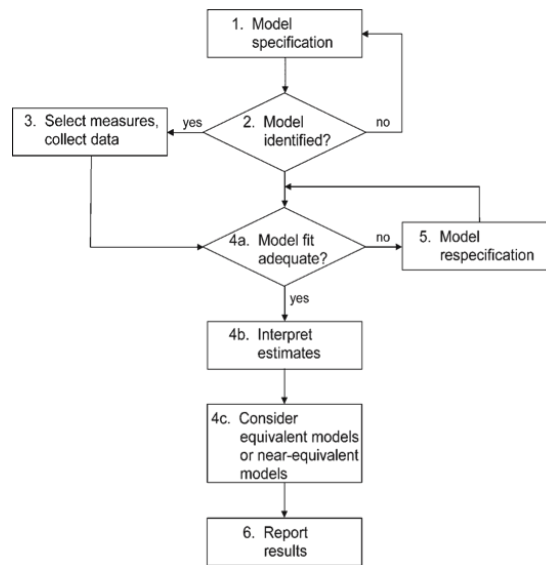 1. Model
specification
3. Select measures,
collect data
yes
2. Model
identified?
no
4a. Model fit
adequate?
no
5. Model
respecification
yes
4b. Interpret
estimates
4c. Consider
equivalent models
or near-equivalent
models
6. Report
results